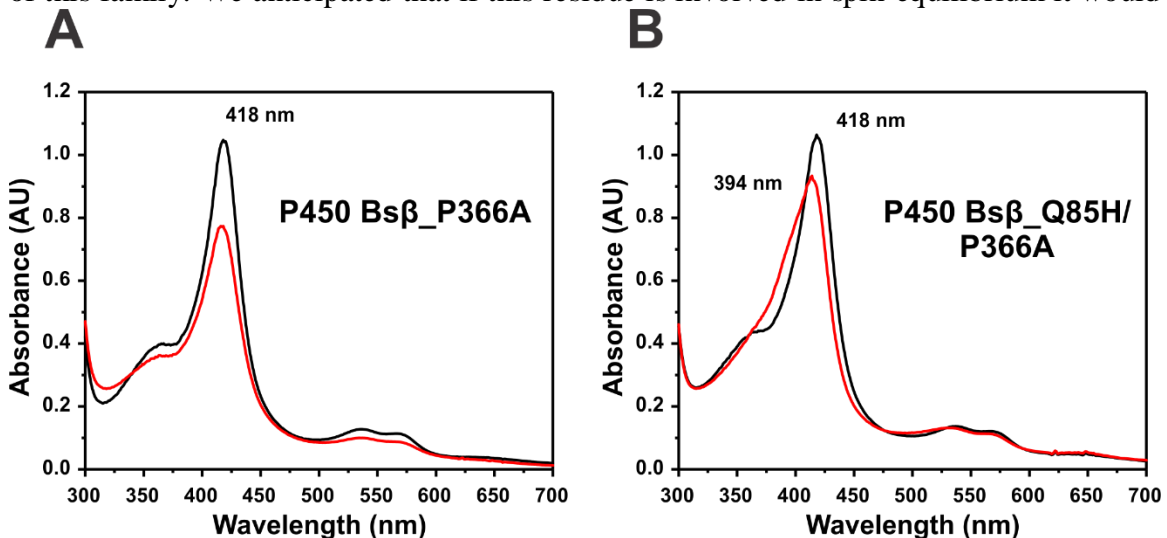 of this family. We anticipated that if this residue is involved in spin equilibrium it would
A
B
1.2
1.0
0.8
0.6
0.4
0.2
0.0
Absorbance (AU)
418 nm
P450 Bsβ_P366A
300 350 400 450 500 550 600 650 700
Wavelength (nm)
1.2
1.0
0.8
0.6
0.4
0.2
0.0
Absorbance (AU)
418 nm
394 nm
P450 Bsβ_Q85H/
P366A
300 350 400 450 500 550 600 650 700
Wavelength (nm)